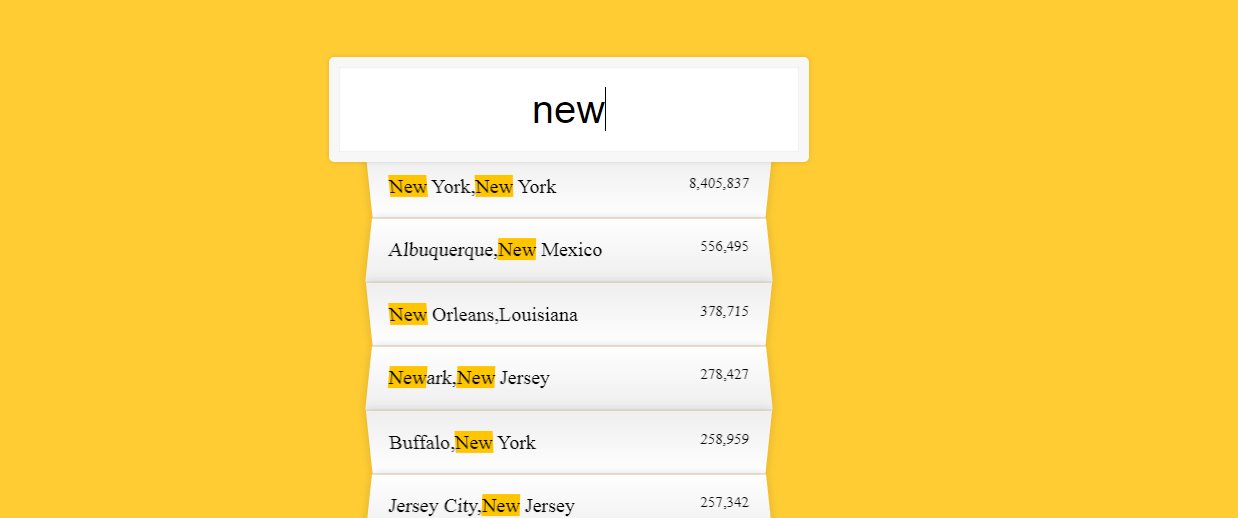 new
New York,New York 8,405,837
Albuquerque,New Mexico 556,495
New Orleans,Louisiana 378,715
Newark,New Jersey 278,427
Buffalo,New York 258,959
Jersey City,New Jersey 257,342